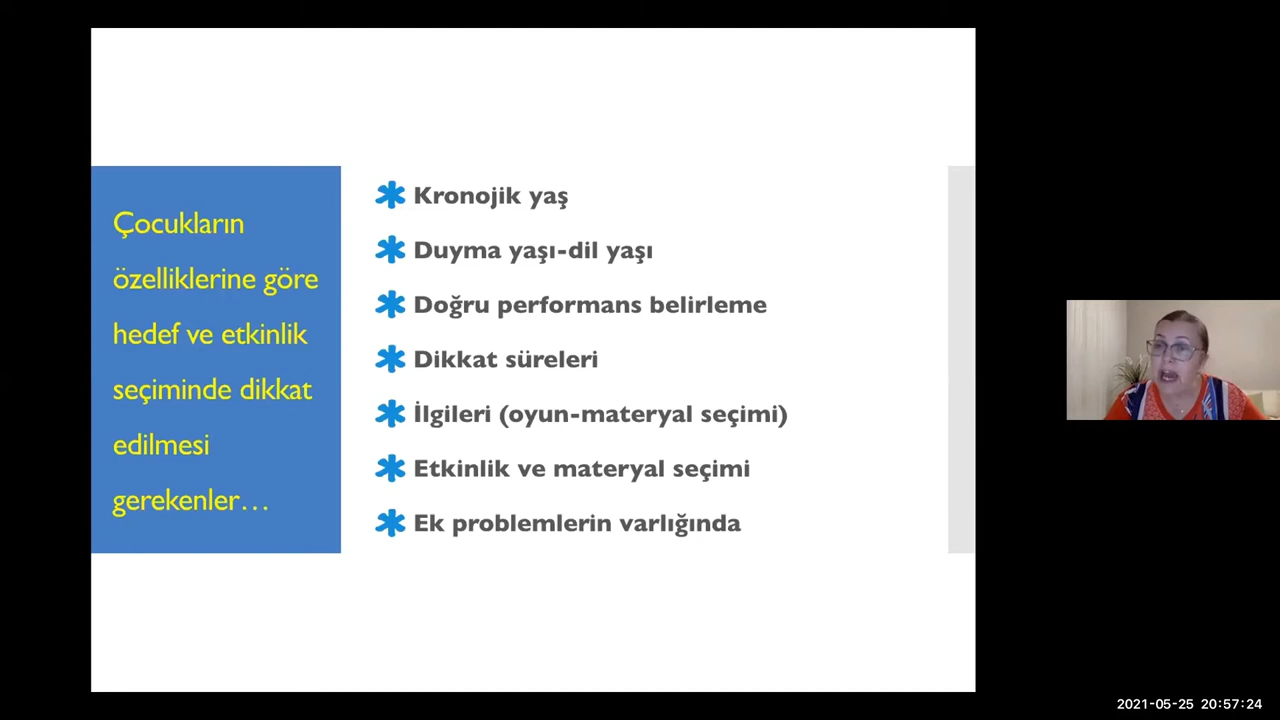 Çocukların
özelliklerine göre
hedef ve etkinlik
seçiminde dikkat
edilmesi
gerekenler…
Kronojik yaş
Duyma yaşı-dil yaşı
Doğru performans belirleme
Dikkat süreleri
İlgileri (oyun-materyal seçimi)
Etkinlik ve materyal seçimi
Ek problemlerin varlığında
2021-05-25 20:57:24